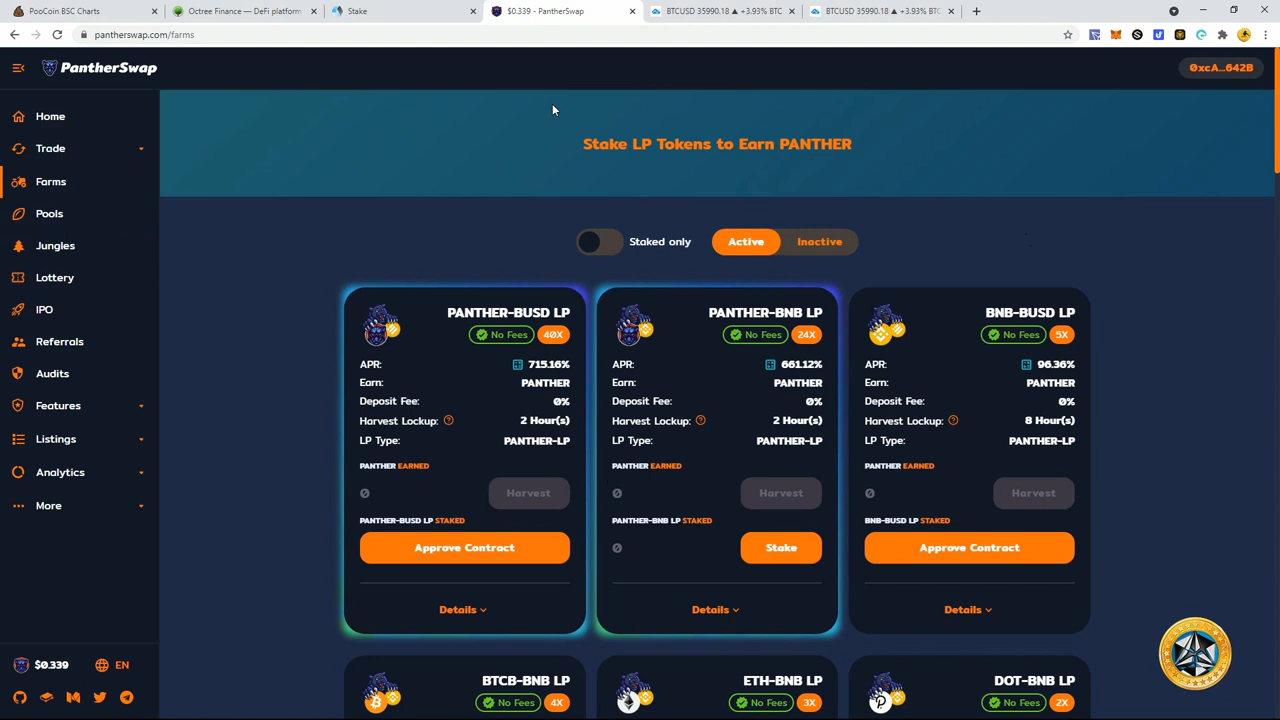 PooCoin BSC Charts
Octree Finance — DeFi platform
Stake
$0.339 - PantherSwap
BTCUSD 35990.18 ▲ +3.93% BTC
BTCUSD 35990.18 ▲ +3.93% BTC
pantherswap.com/farms
PantherSwap
0xcA...642B
Home
Trade
Farms
Pools
Jungles
Lottery
IPO
Referrals
Audits
Features
Listings
Analytics
More
$0.339
EN
Stake LP Tokens to Earn PANTHER
Staked only
Active
Inactive
PANTHER-BUSD LP
No Fees
40X
APR:
715.16%
Earn:
PANTHER
Deposit Fee:
0%
Harvest Lockup:
2 Hour(s)
LP Type:
PANTHER-LP
PANTHER EARNED
0
Harvest
PANTHER-BUSD LP STAKED
Approve Contract
Details
PANTHER-BNB LP
No Fees
24X
APR:
661.12%
Earn:
PANTHER
Deposit Fee:
0%
Harvest Lockup:
2 Hour(s)
LP Type:
PANTHER-LP
PANTHER EARNED
0
Harvest
PANTHER-BNB LP STAKED
0
Stake
Details
BNB-BUSD LP
No Fees
5X
APR:
96.36%
Earn:
PANTHER
Deposit Fee:
0%
Harvest Lockup:
8 Hour(s)
LP Type:
PANTHER-LP
PANTHER EARNED
0
Harvest
BNB-BUSD LP STAKED
Approve Contract
Details
BTCB-BNB LP
No Fees
4X
ETH-BNB LP
No Fees
3X
DOT-BNB LP
No Fees
2X